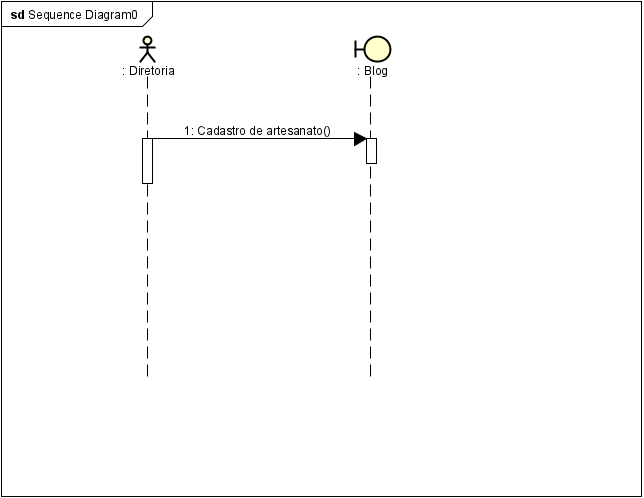 sd Sequence Diagram0
: Diretoria
: Blog
1: Cadastro de artesanato()